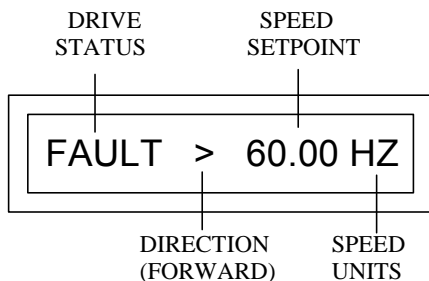 DRIVE STATUS
SPEED SETPOINT
FAULT > 60.00 HZ
DIRECTION (FORWARD)
SPEED UNITS